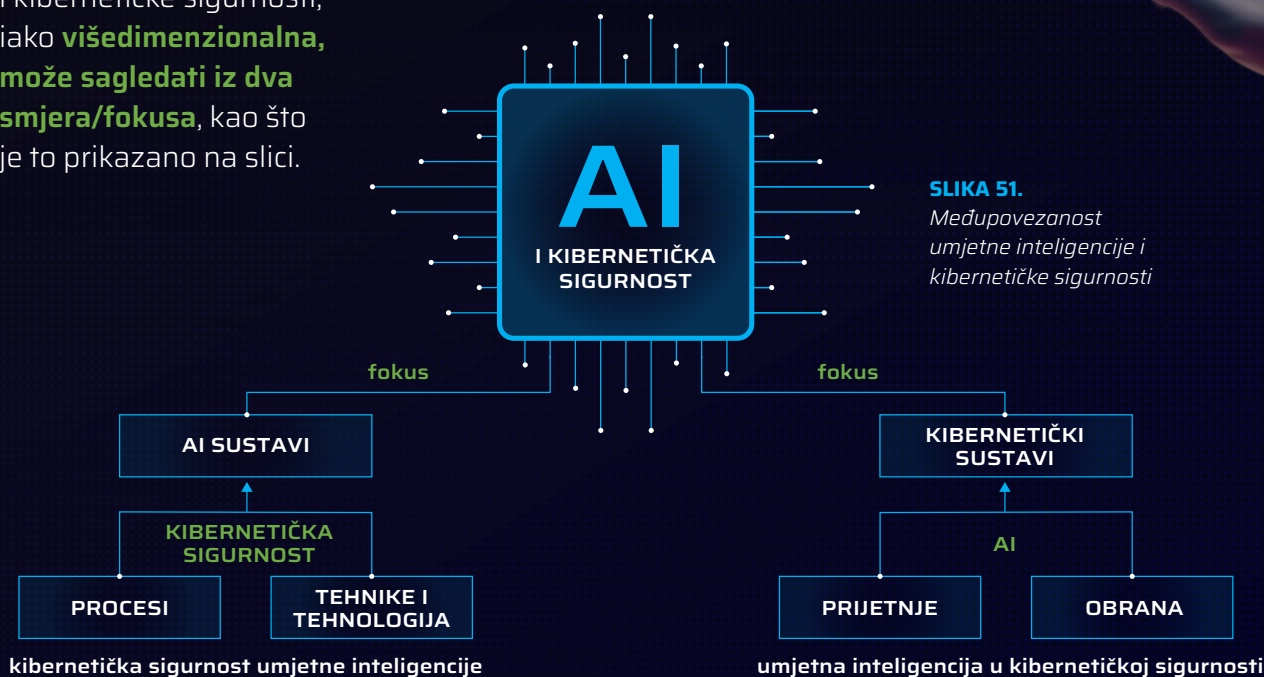 i kibernetičke sigurnosti,
iako višedimenzionalna,
može sagledati iz dva
smjera/fokusa, kao što
je to prikazano na slici.
AI
I KIBERNETIČKA
SIGURNOST
SLIKA 51.
Međupovezanost
umjetne inteligencije i
kibernetičke sigurnosti
fokus
fokus
AI SUSTAVI
KIBERNETIČKI
SUSTAVI
KIBERNETIČKA
SIGURNOST
AI
PROCESI
TEHNIKE I
TEHNOLOGIJA
PRIJETNJE
OBRANA
kibernetička sigurnost umjetne inteligencije
umjetna inteligencija u kibernetičkoj sigurnosti